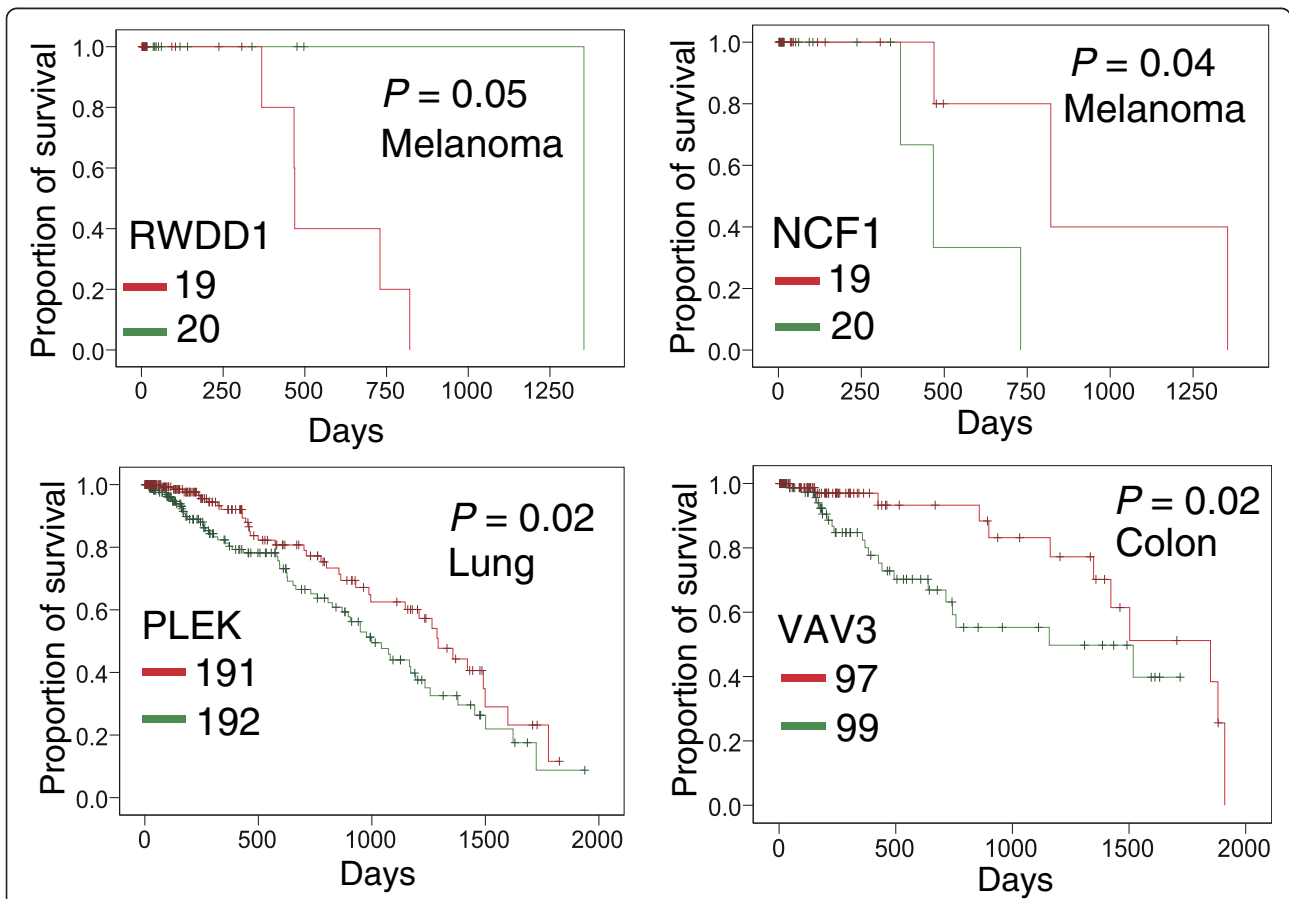 Proportion of survival
1.0
0.8
0.6
0.4
0.2
0.0
P = 0.05
Melanoma
RWDD1
19
20
0 250 500 750 1000 1250
Days
Proportion of survival
1.0
0.8
0.6
0.4
0.2
0.0
P = 0.04
Melanoma
NCF1
19
20
0 250 500 750 1000 1250
Days
Proportion of survival
1.0
0.8
0.6
0.4
0.2
0.0
P = 0.02
Lung
PLEK
191
192
0 500 1000 1500 2000
Days
Proportion of survival
1.0
0.8
0.6
0.4
0.2
0.0
P = 0.02
Colon
VAV3
97
99
0 500 1000 1500 2000
Days